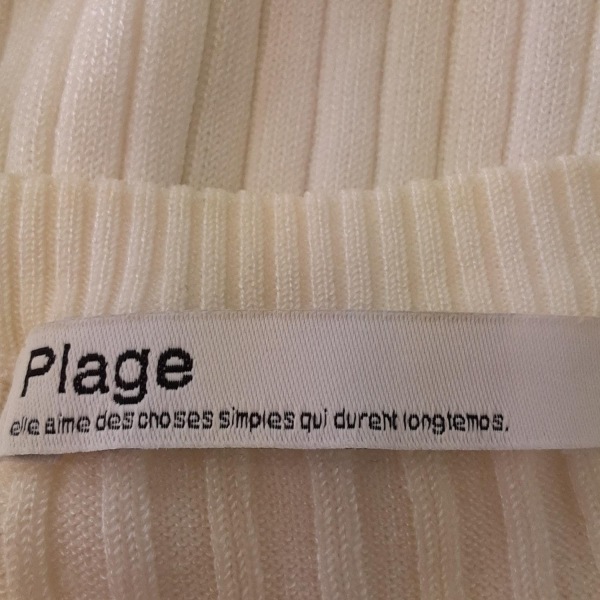 Plage
elle aime des choses simples qui durent longtemps.